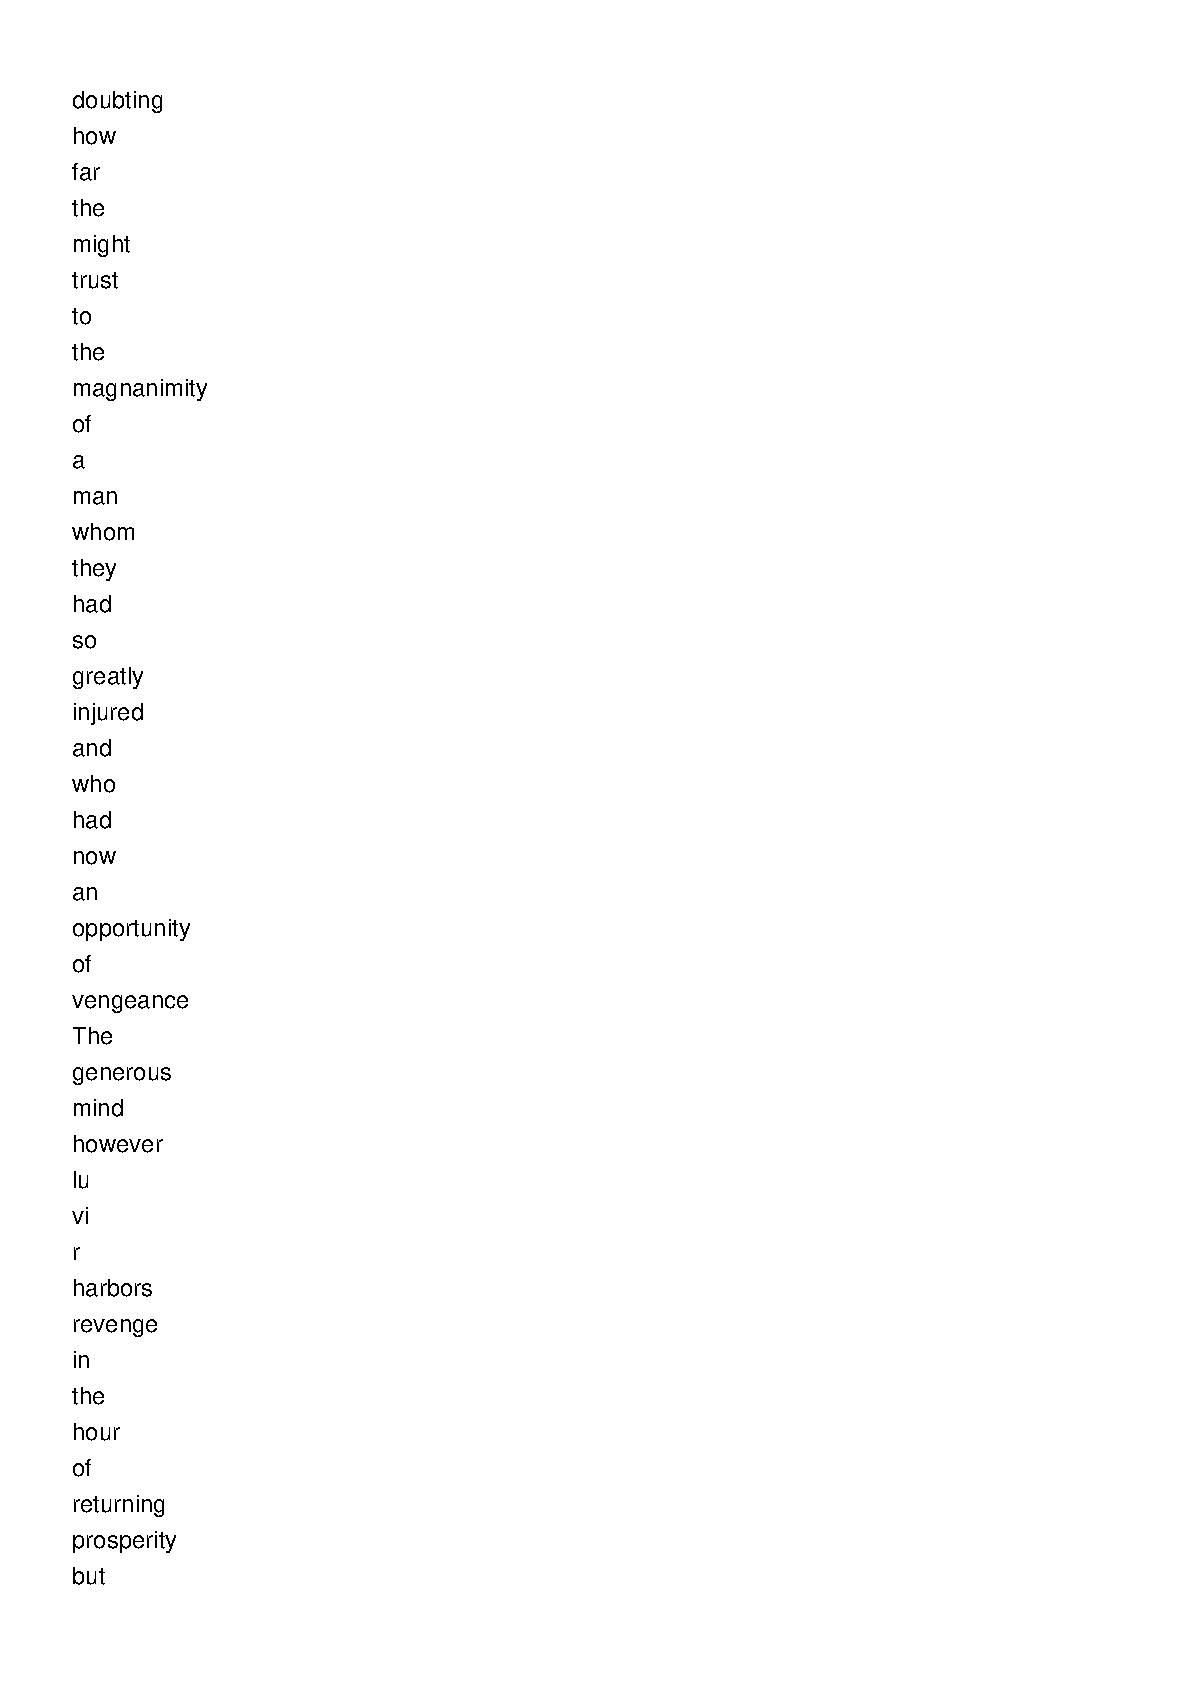 doubting
how
far
the
might
trust
to
the
magnanimity
of
a
man
whom
they
had
so
greatly
injured
and
who
had
now
an
opportunity
of
vengeance
The
generous
mind
however
lu
vi
r
harbors
revenge
in
the
hour
of
returning
prosperity
but